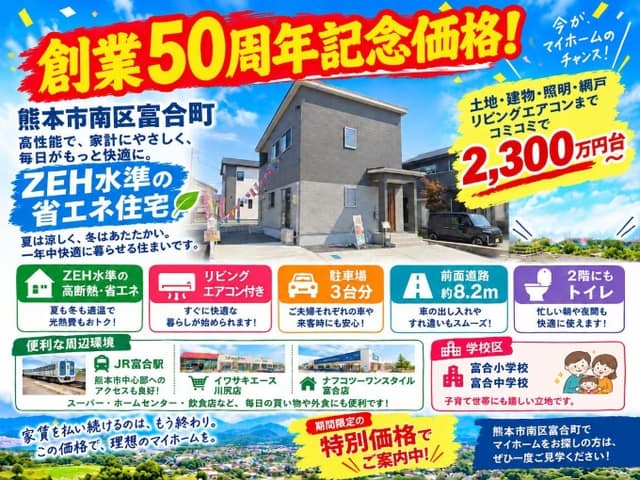 創業50周年記念価格!
今が、
マイホームの
チャンス!
熊本市南区富合町
高性能で、家計にやさしく、
毎日がもっと快適に。
ZEH水準の
省エネ住宅
夏は涼しく、冬はあたたかい。
一年中快適に暮らせる住まいです。
土地・建物・照明・網戸
リビングエアコンまで
コミコミで
2,300万円台~
ZEH水準の
高断熱・省エネ
夏も冬も適温で
光熱費もおトク!
リビング
エアコン付き
すぐに快適な
暮らしが始められます!
駐車場
3台分
ご夫婦それぞれの車や
来客時にも安心!
前面道路
約8.2m
車の出し入れや
すれ違いもスムーズ!
2階にも
トイレ
忙しい朝や夜間も
快適に使えます!
便利な周辺環境
JR富合駅
熊本市中心部への
アクセスも良好!
イワサキエース
川尻店
ナフコツーワンスタイル
富合店
スーパー・ホームセンター・飲食店など、毎日の買い物や外食にも便利です!
学校区
富合小学校
富合中学校
子育て世帯にも嬉しい立地です。
家賃を払い続けるのは、もう終わり。
この価格で、理想のマイホームを。
期間限定の
特別価格で
ご案内中!
熊本市南区富合町で
マイホームをお探しの方は、
ぜひ一度ご見学ください!